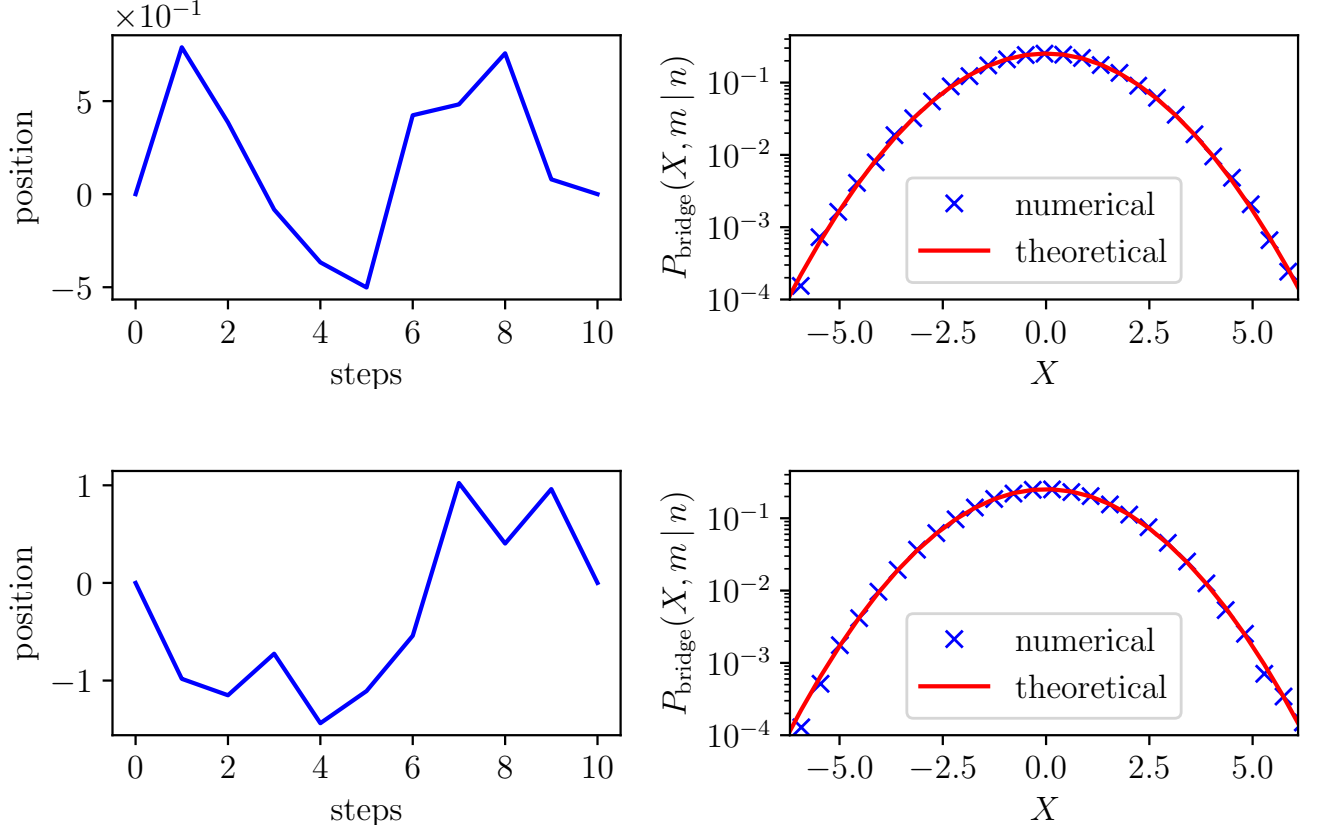 ×10⁻¹
position
5
0
−5
0 2 4 6 8 10
steps
P_bridge(X, m | n)
10⁻¹
10⁻²
10⁻³
10⁻⁴
numerical
theoretical
−5.0 −2.5 0.0 2.5 5.0
X
position
1
0
−1
0 2 4 6 8 10
steps
P_bridge(X, m | n)
10⁻¹
10⁻²
10⁻³
10⁻⁴
numerical
theoretical
−5.0 −2.5 0.0 2.5 5.0
X